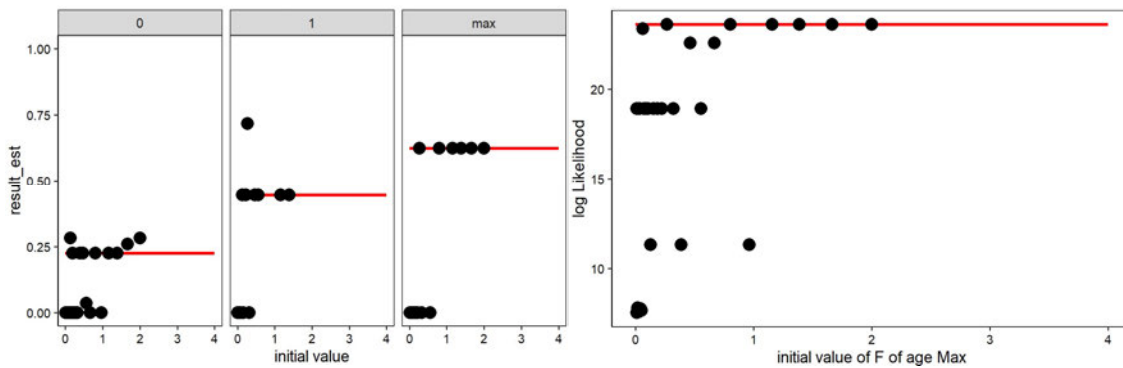 0 1 max
1.00
0.75
0.50
0.25
0.00
result_est
0 1 2 3 4 0 1 2 3 4 0 1 2 3 4
initial value
20
15
10
log Likelihood
0 1 2 3 4
initial value of F of age Max